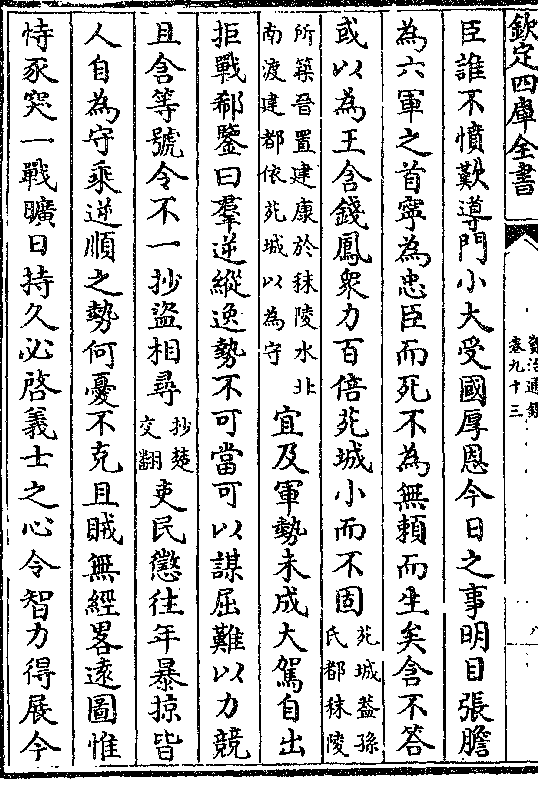 欽定四庫全書
資治通鑑
卷九十三
八
臣誰不憤歎導門小大受國厚恩今日之事明目張膽
為六軍之首寧為忠臣而死不為無賴而生矣含不答
或以為王含錢鳳衆力百倍苑城小而不固苑城蓋孫氏都秣陵
所築晉置建康於秣陵水北南渡建都依苑城以為守宜及軍勢未成大駕自出
拒戰郗鑒曰羣逆縱逸勢不可當可以謀屈難以力競
且含等號令不一抄盜相尋抄楚交翻吏民懲往年暴掠皆
人自為守乘逆順之勢何憂不克且賊無經畧遠圖惟
恃豕突一戰曠日持久必啓義士之心令智力得展今